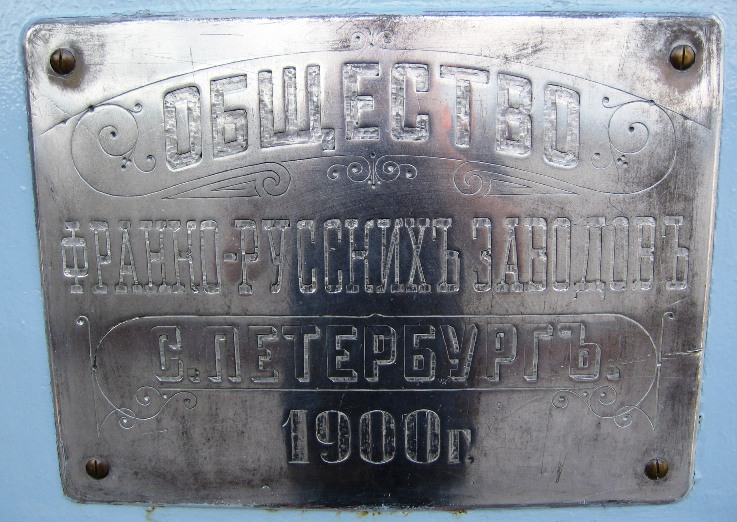 ОБЩЕСТВО
ФРАНКО-РУССКИХЪ ЗАВОДОВЪ
С. ПЕТЕРБУРГЪ.
1900г